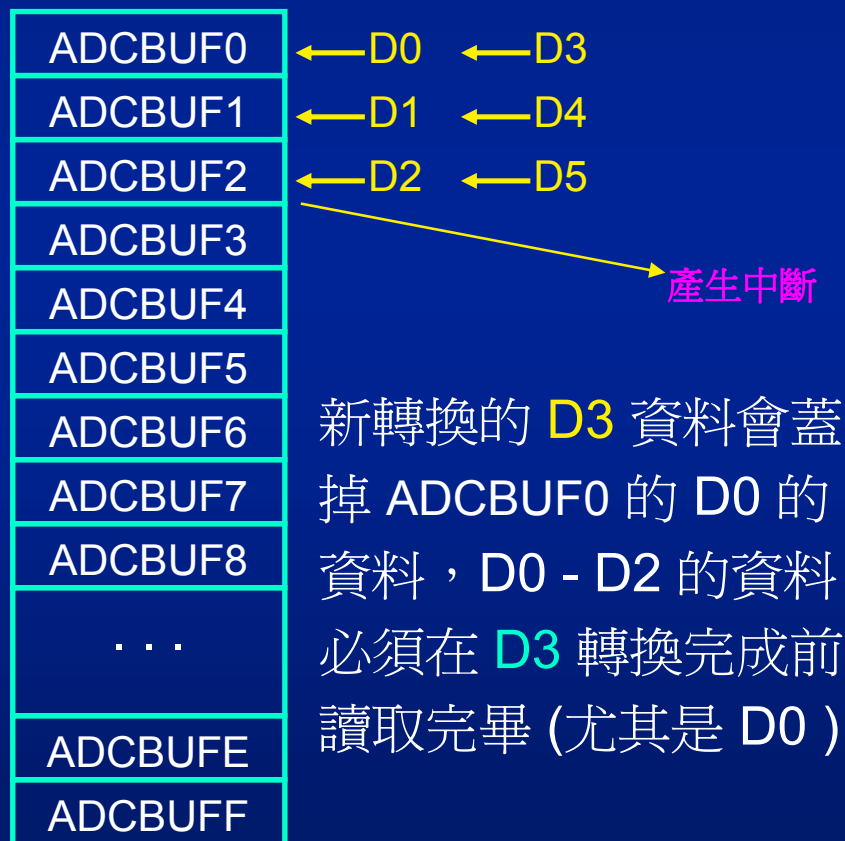 ADCBUF0 D0 D3
ADCBUF1 D1 D4
ADCBUF2 D2 D5
ADCBUF3
產生中斷
ADCBUF4
ADCBUF5
ADCBUF6
ADCBUF7
ADCBUF8
. . .
ADCBUFE
ADCBUFF
新轉換的 D3 資料會蓋
掉 ADCBUF0 的 D0 的
資料，D0 - D2 的資料
必須在 D3 轉換完成前
讀取完畢 (尤其是 D0 )